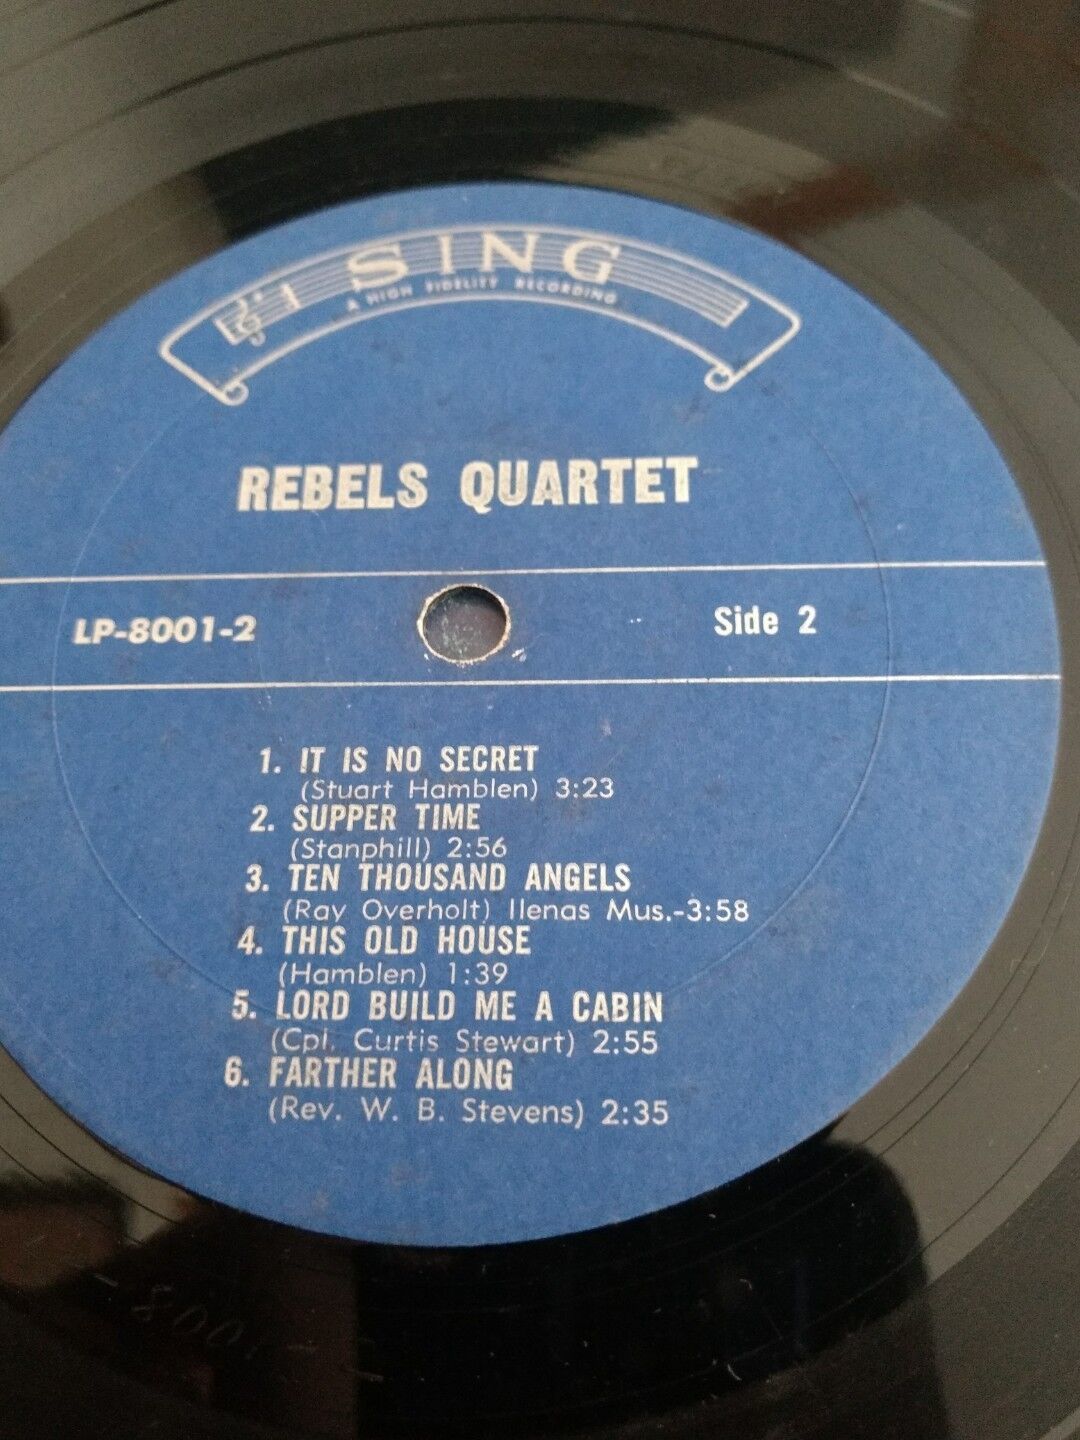 SING
A HIGH FIDELITY RECORDING
REBELS QUARTET
LP-8001-2
Side 2
1. IT IS NO SECRET
(Stuart Hamblen) 3:23
2. SUPPER TIME
(Stanphill) 2:56
3. TEN THOUSAND ANGELS
(Ray Overholt) Ilenas Mus.-3:58
4. THIS OLD HOUSE
(Hamblen) 1:39
5. LORD BUILD ME A CABIN
(Cpl. Curtis Stewart) 2:55
6. FARTHER ALONG
(Rev. W. B. Stevens) 2:35